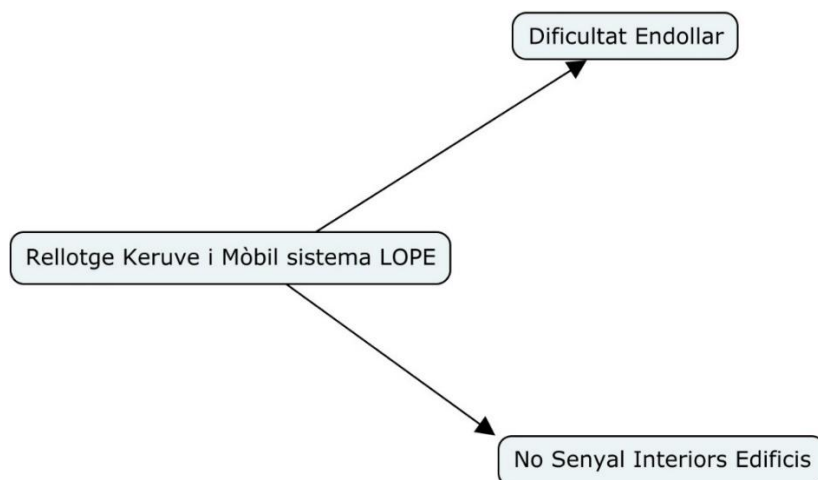 Dificultat Endollar
Rellotge Keruve i Mòbil sistema LOPE
No Senyal Interiors Edificis